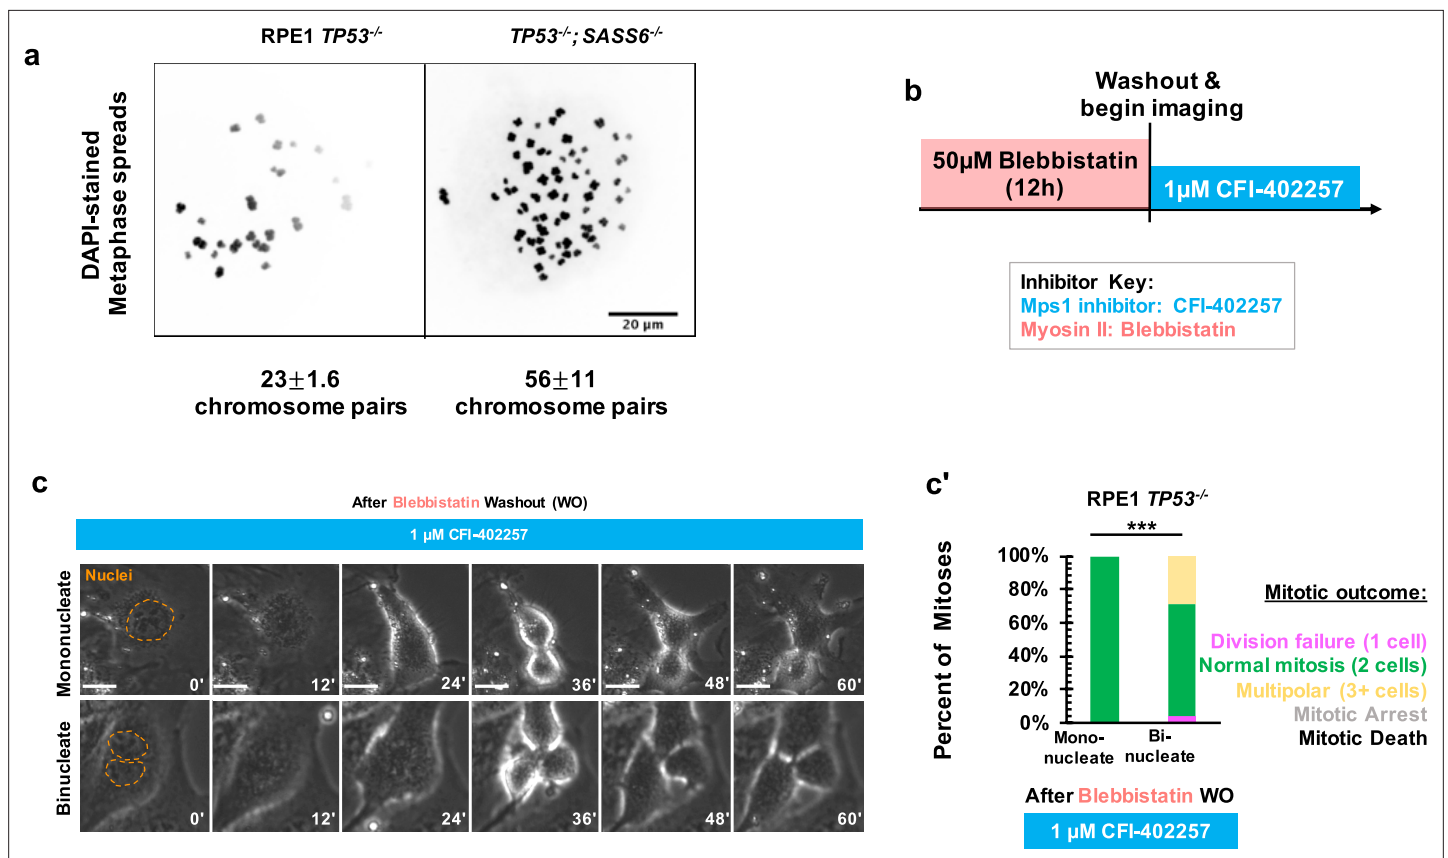 a
RPE1 TP53-/-
TP53-/-; SASS6-/-
DAPI-stained
Metaphase spreads
20 µm
23±1.6
chromosome pairs
56±11
chromosome pairs
b
Washout &
begin imaging
50µM Blebbistatin
(12h)
1µM CFI-402257
Inhibitor Key:
Mps1 inhibitor: CFI-402257
Myosin II: Blebbistatin
c
After Blebbistatin Washout (WO)
1 µM CFI-402257
Mononucleate
Nuclei
0'
12'
24'
36'
48'
60'
Binucleate
0'
12'
24'
36'
48'
60'
c'
RPE1 TP53-/-
***
Percent of Mitoses
100%
80%
60%
40%
20%
0%
Mono-
nucleate
Bi-
nucleate
After Blebbistatin WO
1 µM CFI-402257
Mitotic outcome:
Division failure (1 cell)
Normal mitosis (2 cells)
Multipolar (3+ cells)
Mitotic Arrest
Mitotic Death